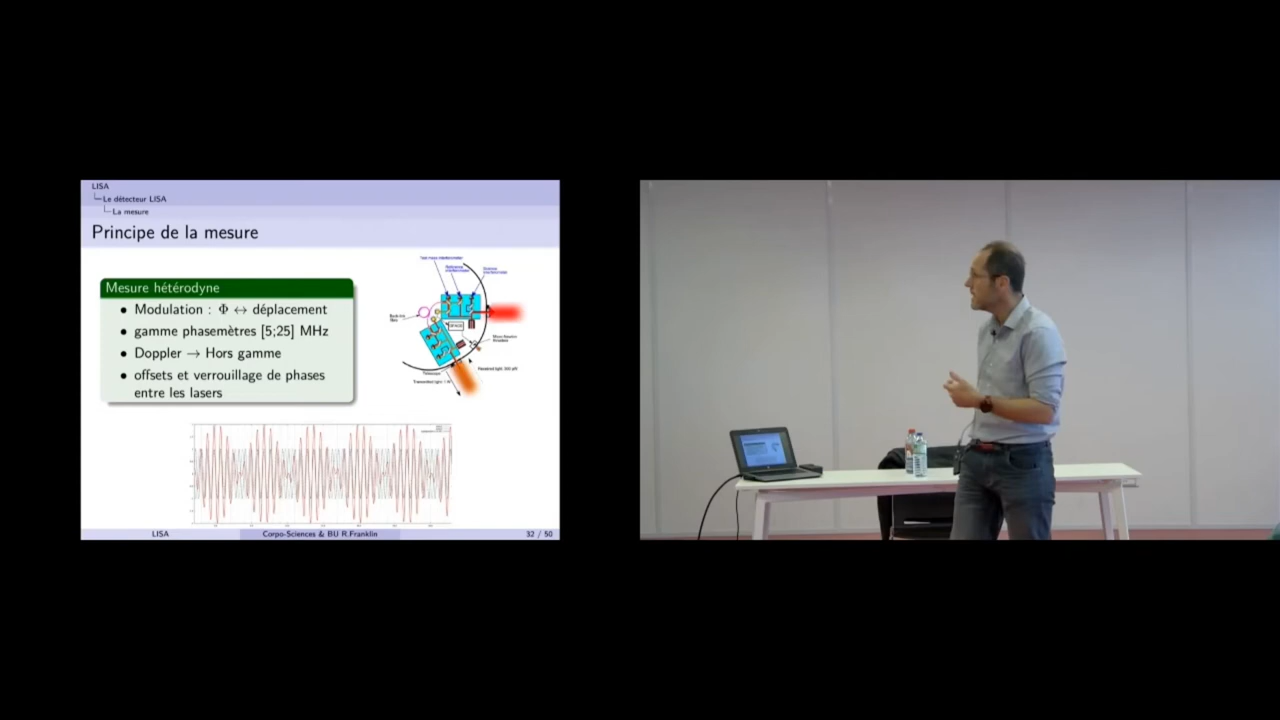 LISA
Le détecteur LISA
La mesure
Principe de la mesure
Mesure hétérodyne
• Modulation : Φ ↔ déplacement
• gamme phasemètres [5;25] MHz
• Doppler → Hors gamme
• offsets et verrouillage de phases
entre les lasers
Telescope
LISA
Corpo-Sciences & BU R.Franklin
32 / 50